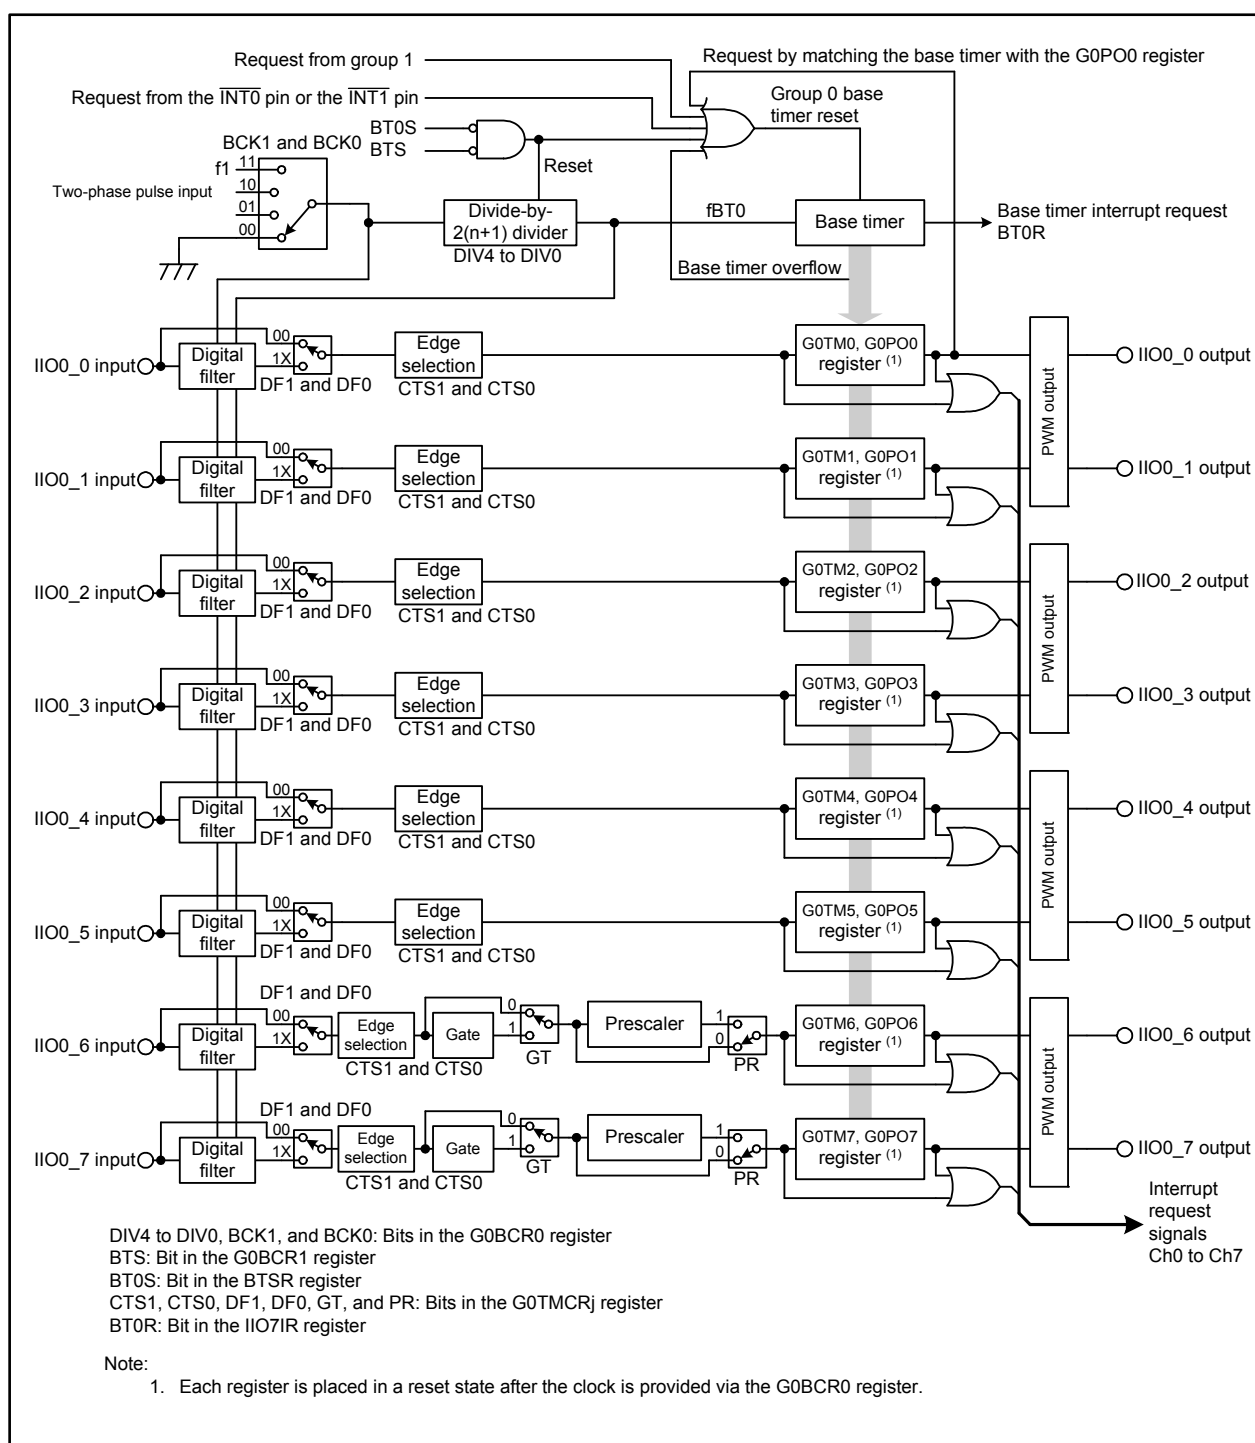 Request from group 1
Request by matching the base timer with the G0PO0 register
Request from the INT0 pin or the INT1 pin
Group 0 base
timer reset
BT0S
BTS
BCK1 and BCK0
Reset
f1
11
Two-phase pulse input
10
01
00
Divide-by-
2(n+1) divider
DIV4 to DIV0
fBT0
Base timer
Base timer interrupt request
BT0R
Base timer overflow
IIO0_0 input
Digital
filter
00
1X
DF1 and DF0
Edge
selection
CTS1 and CTS0
G0TM0, G0PO0
register (1)
PWM output
IIO0_0 output
IIO0_1 input
Digital
filter
00
1X
DF1 and DF0
Edge
selection
CTS1 and CTS0
G0TM1, G0PO1
register (1)
IIO0_1 output
IIO0_2 input
Digital
filter
00
1X
DF1 and DF0
Edge
selection
CTS1 and CTS0
G0TM2, G0PO2
register (1)
PWM output
IIO0_2 output
IIO0_3 input
Digital
filter
00
1X
DF1 and DF0
Edge
selection
CTS1 and CTS0
G0TM3, G0PO3
register (1)
IIO0_3 output
IIO0_4 input
Digital
filter
00
1X
DF1 and DF0
Edge
selection
CTS1 and CTS0
G0TM4, G0PO4
register (1)
PWM output
IIO0_4 output
IIO0_5 input
Digital
filter
00
1X
DF1 and DF0
Edge
selection
CTS1 and CTS0
G0TM5, G0PO5
register (1)
IIO0_5 output
DF1 and DF0
IIO0_6 input
Digital
filter
00
1X
Edge
selection
CTS1 and CTS0
Gate
0
1
GT
Prescaler
1
0
PR
G0TM6, G0PO6
register (1)
PWM output
IIO0_6 output
DF1 and DF0
IIO0_7 input
Digital
filter
00
1X
Edge
selection
CTS1 and CTS0
Gate
0
1
GT
Prescaler
1
0
PR
G0TM7, G0PO7
register (1)
IIO0_7 output
Interrupt
request
signals
Ch0 to Ch7
DIV4 to DIV0, BCK1, and BCK0: Bits in the G0BCR0 register
BTS: Bit in the G0BCR1 register
BT0S: Bit in the BTSR register
CTS1, CTS0, DF1, DF0, GT, and PR: Bits in the G0TMCRj register
BT0R: Bit in the IIO7IR register
Note:
1. Each register is placed in a reset state after the clock is provided via the G0BCR0 register.